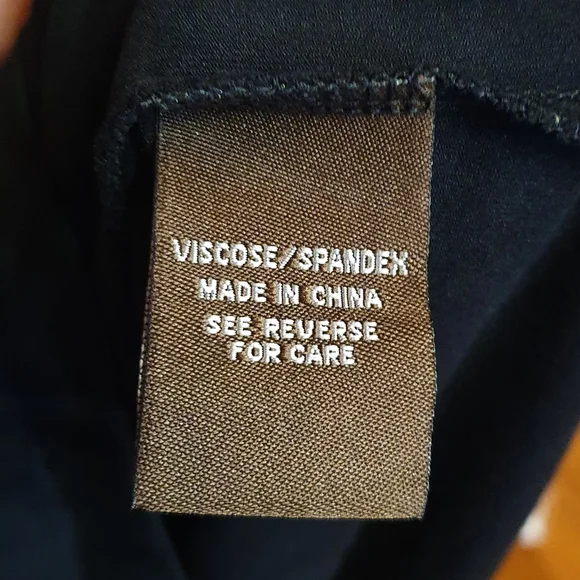 VISCOSE/SPANDEX
MADE IN CHINA
SEE REVERSE
FOR CARE